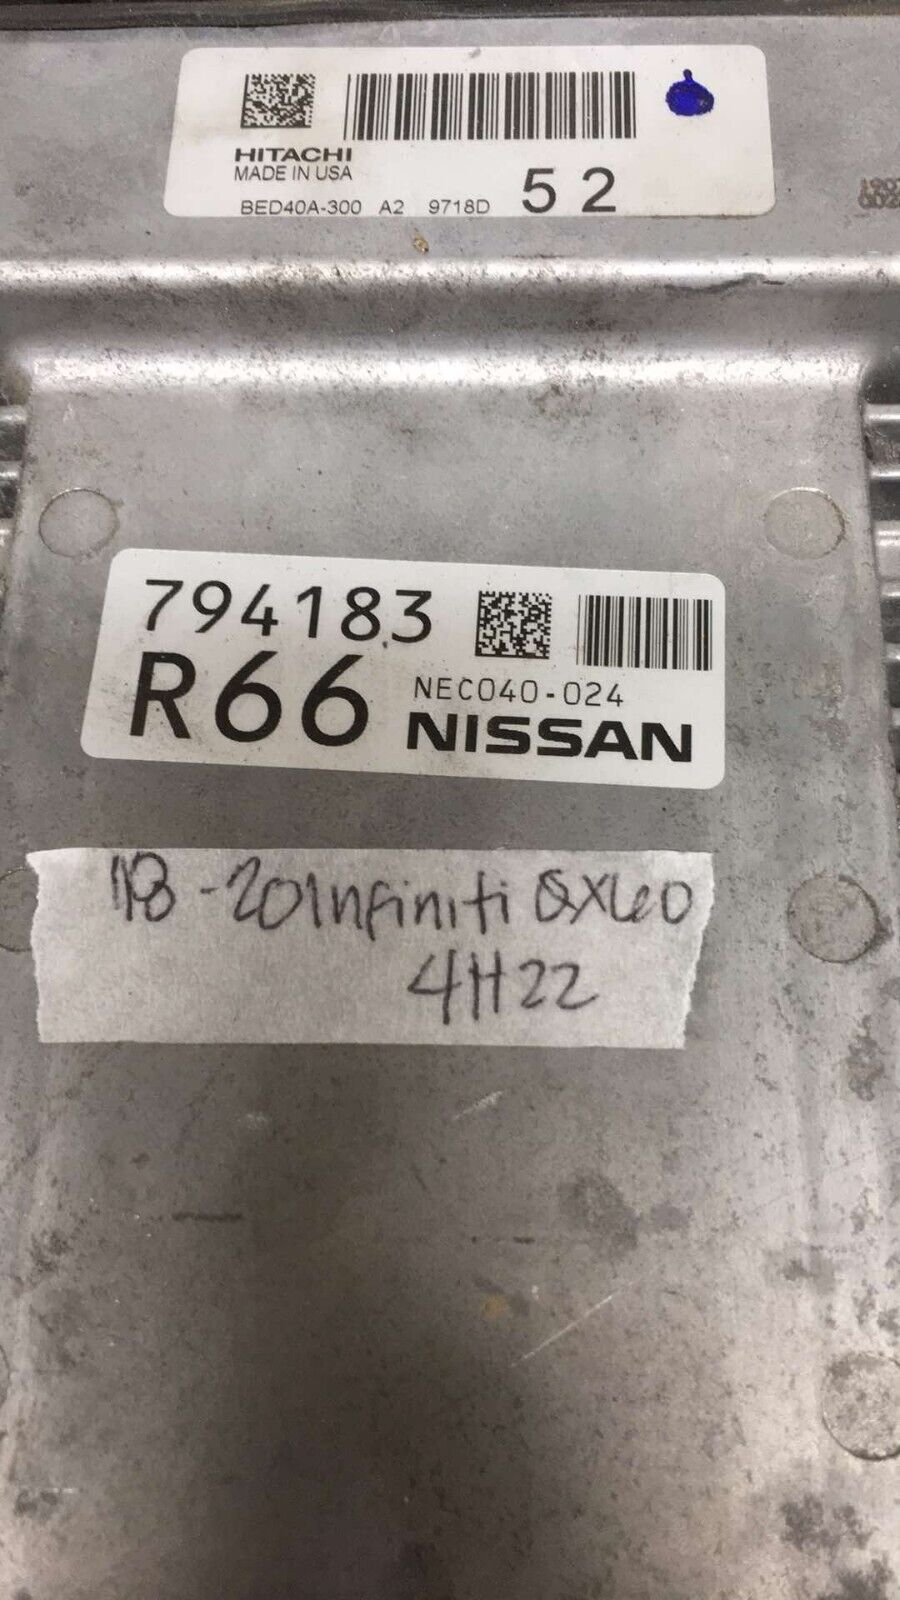 HITACHI
MADE IN USA
BED40A-300 A2 9718D 52
794183
R66
NEC040-024
NISSAN
18-20 Infiniti QX60
4H22